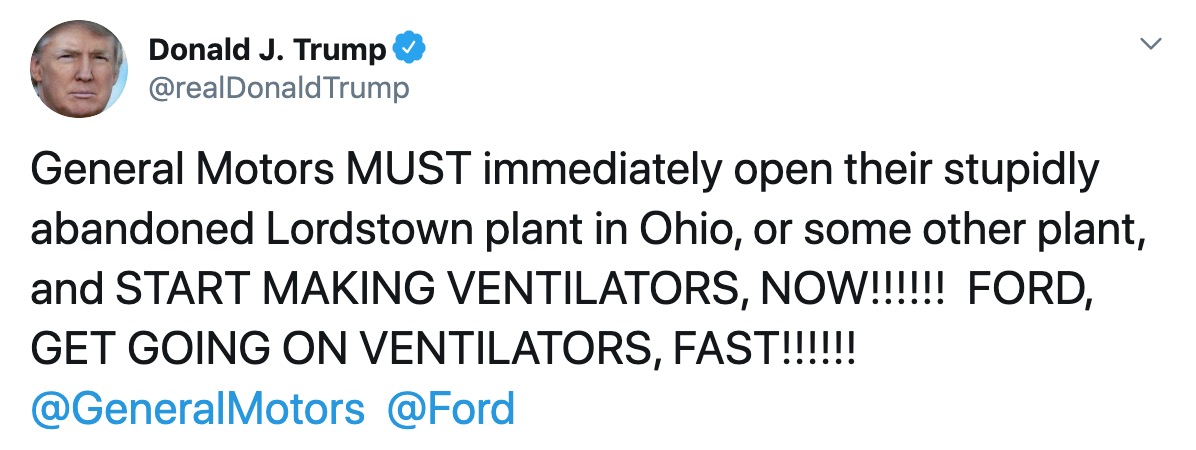 Donald J. Trump
@realDonaldTrump
General Motors MUST immediately open their stupidly
abandoned Lordstown plant in Ohio, or some other plant,
and START MAKING VENTILATORS, NOW!!!!!!  FORD,
GET GOING ON VENTILATORS, FAST!!!!!!
@GeneralMotors  @Ford